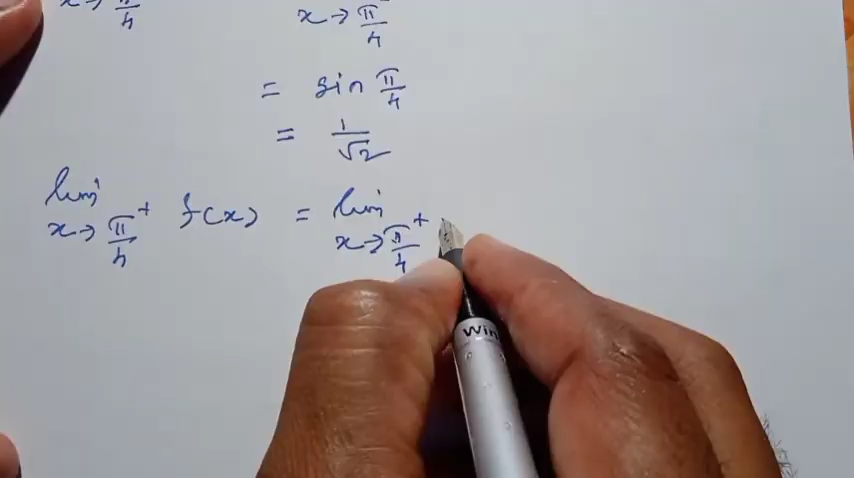 x → π/4 x → π/4⁻
= sin π/4
= 1/√2
lim x → π/4⁺ f(x) = lim x → π/4⁺
Win